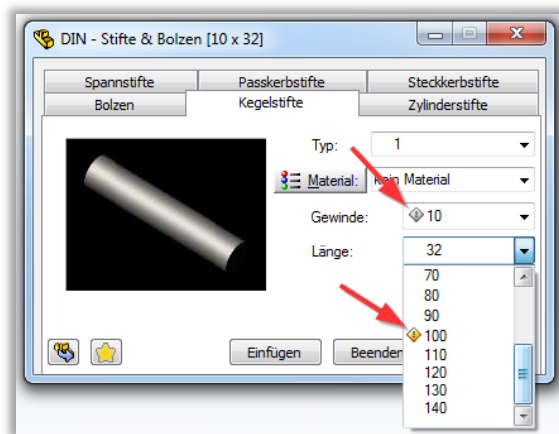 DIN - Stifte & Bolzen [10 x 32]
Spannstifte Passkerbstifte Steckkerbstifte
Bolzen Kegelstifte Zylinderstifte
Typ: 1
Material: Kein Material
Gewinde: 10
Länge: 32
70
80
90
100
110
120
130
140
Einfügen Beenden